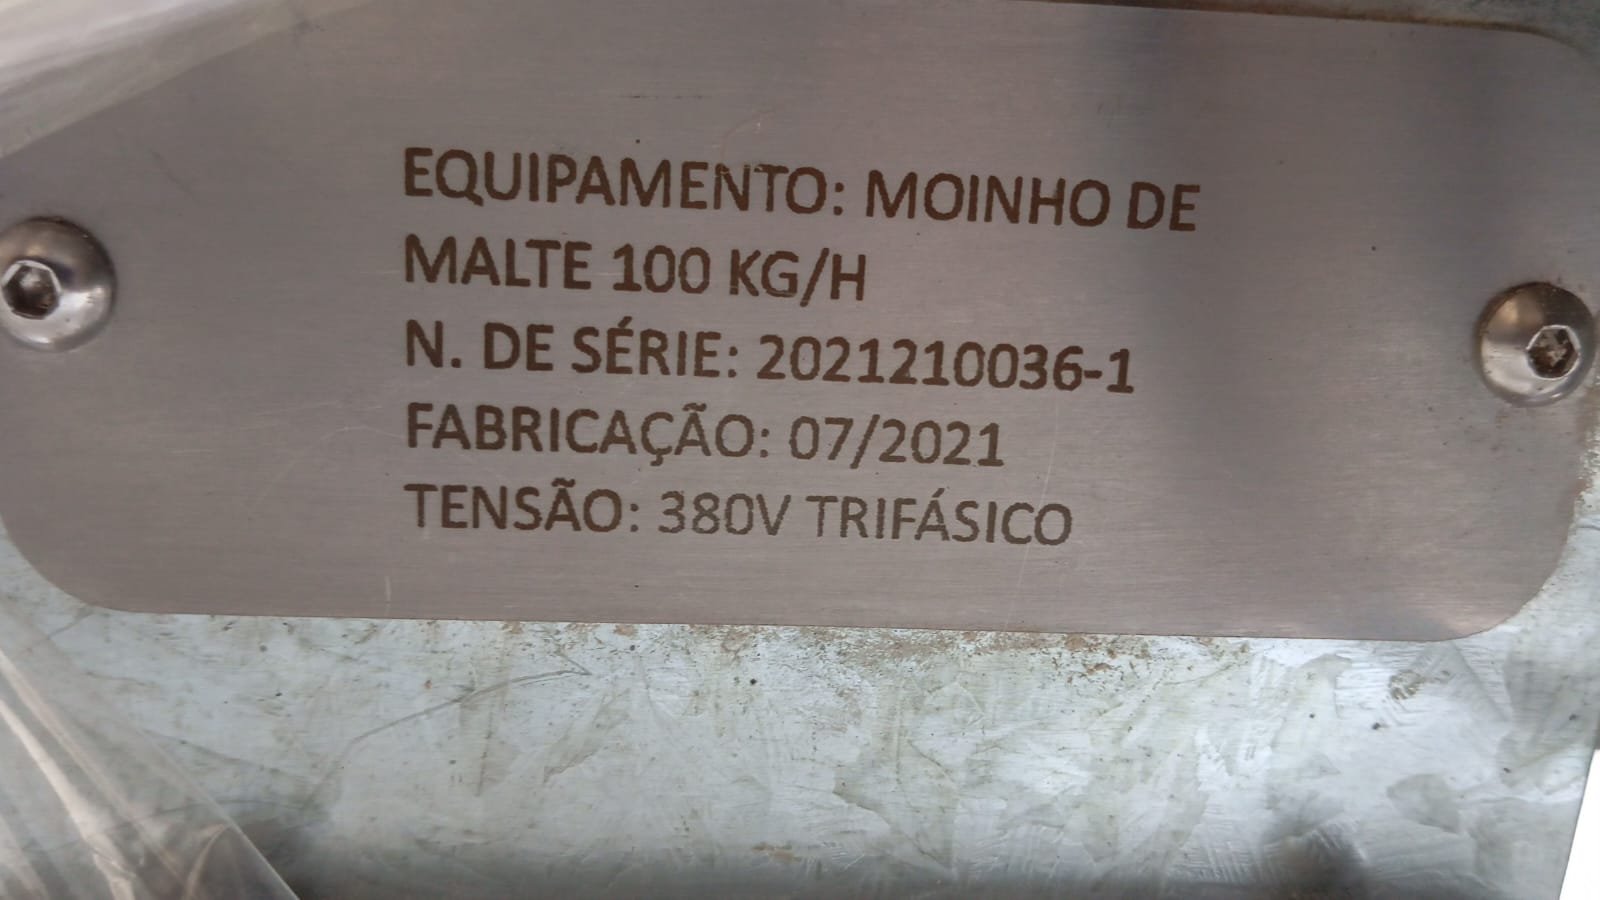 EQUIPAMENTO: MOINHO DE
MALTE 100 KG/H
N. DE SÉRIE: 2021210036-1
FABRICAÇÃO: 07/2021
TENSÃO: 380V TRIFÁSICO